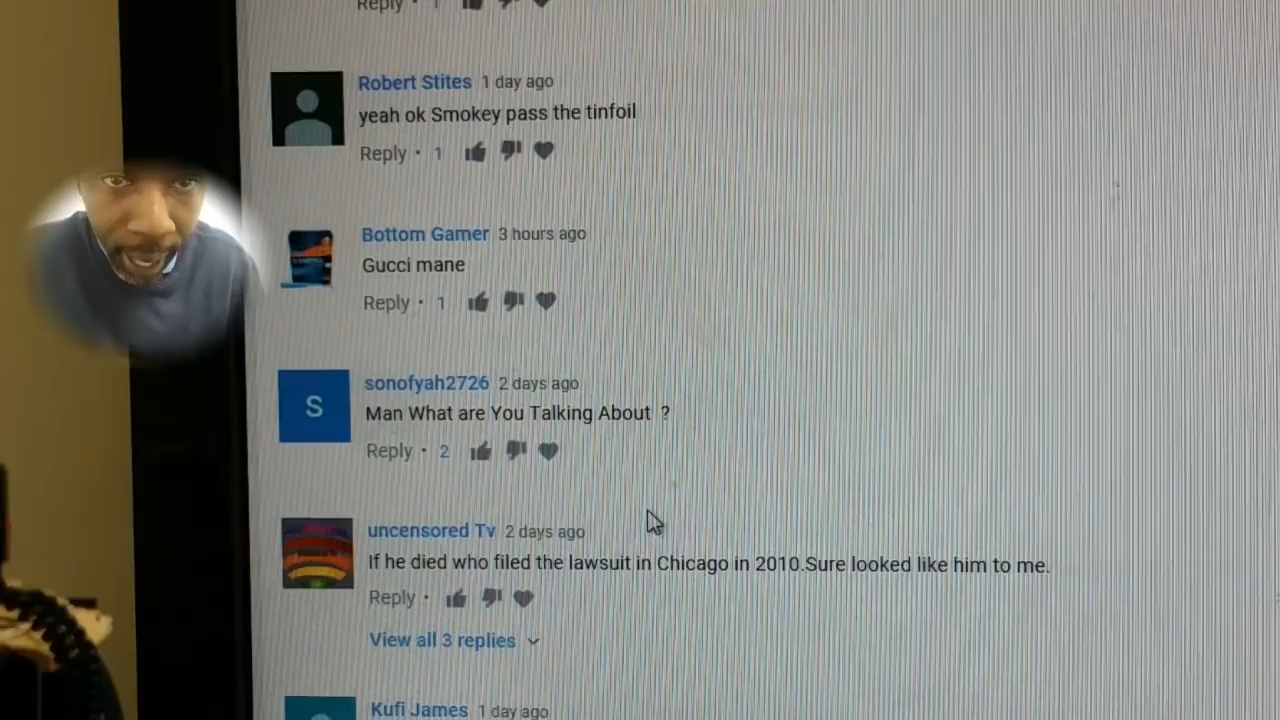 Reply · 1
Robert Stites 1 day ago
yeah ok Smokey pass the tinfoil
Reply · 1
Bottom Gamer 3 hours ago
Gucci mane
Reply · 1
S
sonofyah2726 2 days ago
Man What are You Talking About ?
Reply · 2
uncensored Tv 2 days ago
If he died who filed the lawsuit in Chicago in 2010.Sure looked like him to me.
Reply ·
View all 3 replies
Kufi James 1 day ago